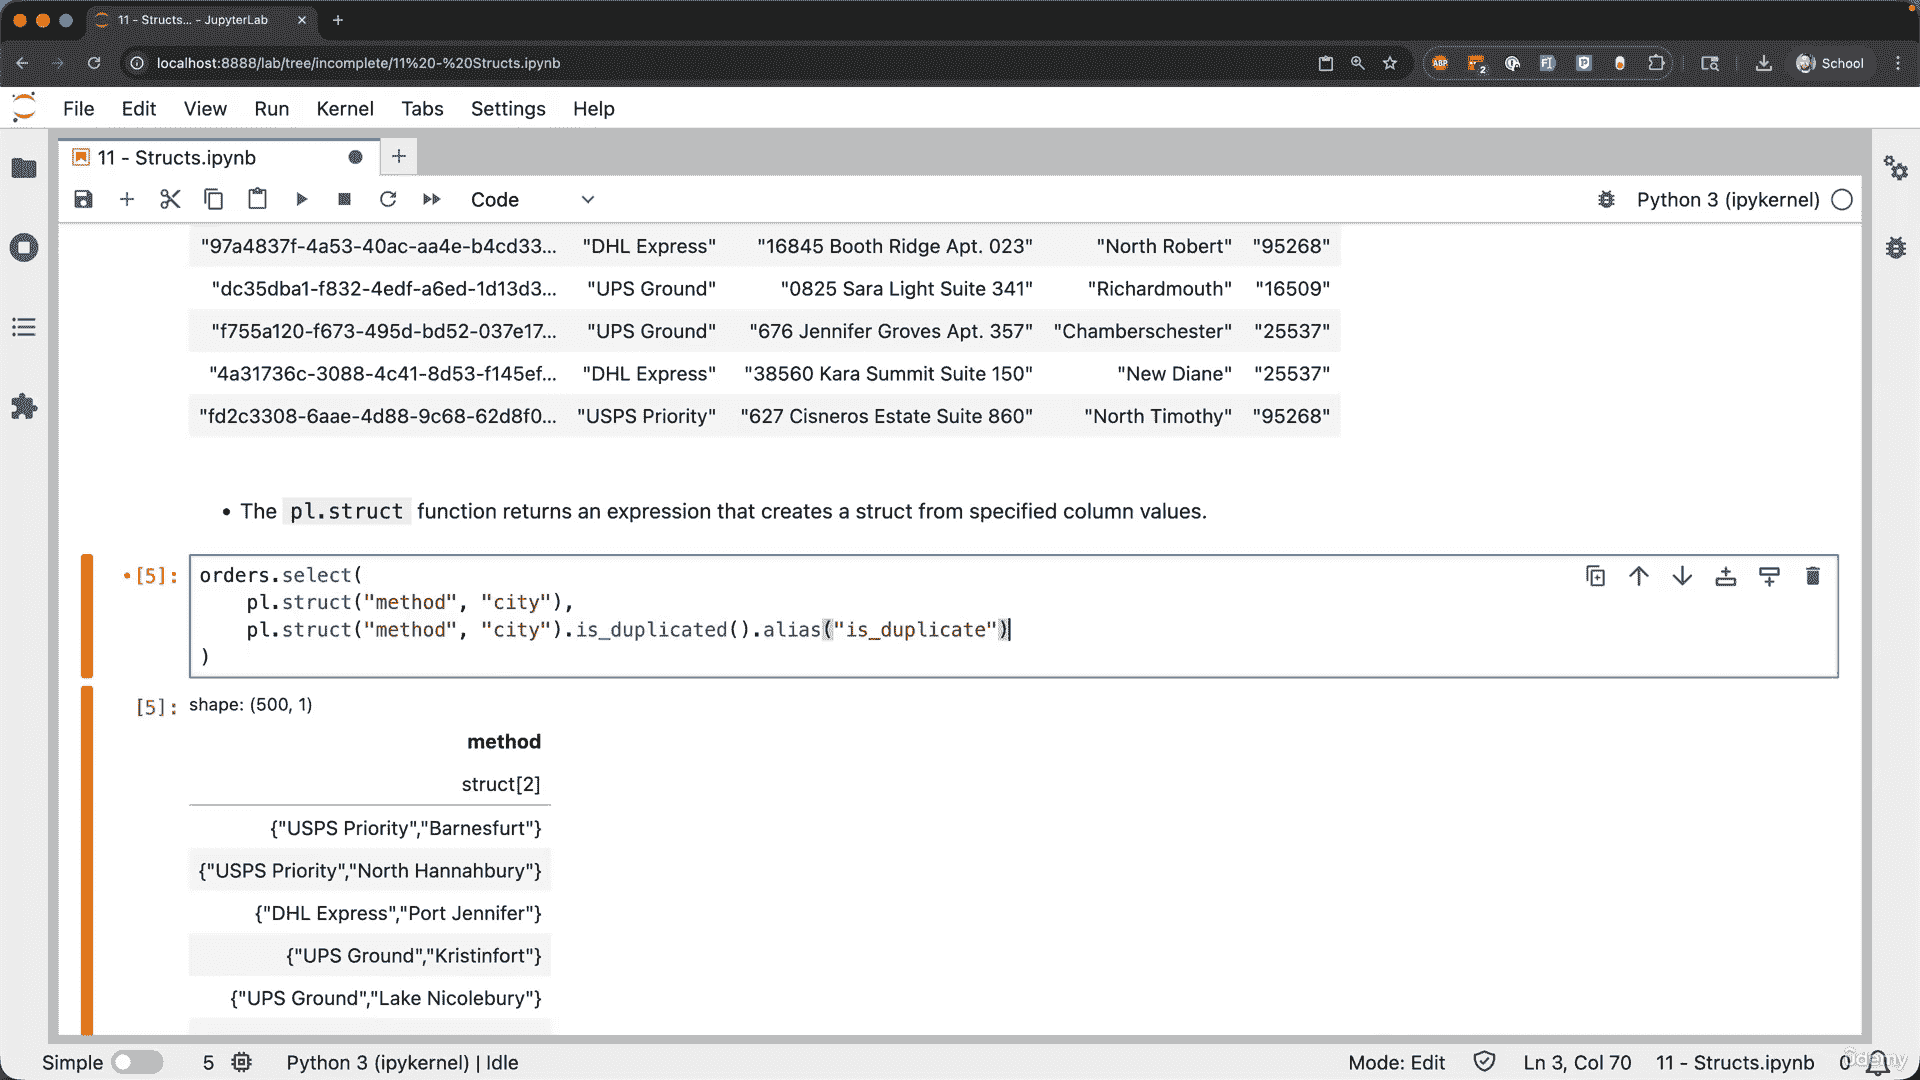 11 - Structs... - JupyterLab
localhost:8888/lab/tree/incomplete/11%20-%20Structs.ipynb
ABP
2
School
File Edit View Run Kernel Tabs Settings Help
11 - Structs.ipynb
Code
Python 3 (ipykernel)
"97a4837f-4a53-40ac-aa4e-b4cd33... "DHL Express" "16845 Booth Ridge Apt. 023" "North Robert" "95268"
"dc35dba1-f832-4edf-a6ed-1d13d3... "UPS Ground" "0825 Sara Light Suite 341" "Richardmouth" "16509"
"f755a120-f673-495d-bd52-037e17... "UPS Ground" "676 Jennifer Groves Apt. 357" "Chamberschester" "25537"
"4a31736c-3088-4c41-8d53-f145ef... "DHL Express" "38560 Kara Summit Suite 150" "New Diane" "25537"
"fd2c3308-6aae-4d88-9c68-62d8f0... "USPS Priority" "627 Cisneros Estate Suite 860" "North Timothy" "95268"
• The pl.struct function returns an expression that creates a struct from specified column values.
[5]: orders.select(
pl.struct("method", "city"),
pl.struct("method", "city").is_duplicated().alias("is_duplicate")
)
[5]: shape: (500, 1)
method
struct[2]
{"USPS Priority","Barnesfurt"}
{"USPS Priority","North Hannahbury"}
{"DHL Express","Port Jennifer"}
{"UPS Ground","Kristinfort"}
{"UPS Ground","Lake Nicolebury"}
Simple 5 Python 3 (ipykernel) | Idle Mode: Edit Ln 3, Col 70 11 - Structs.ipynb 0
udemy